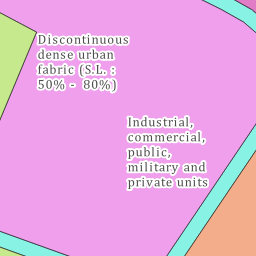 Discontinuous
dense urban
fabric (S.L. :
50% -  80%)
Industrial,
commercial,
public,
military and
private units